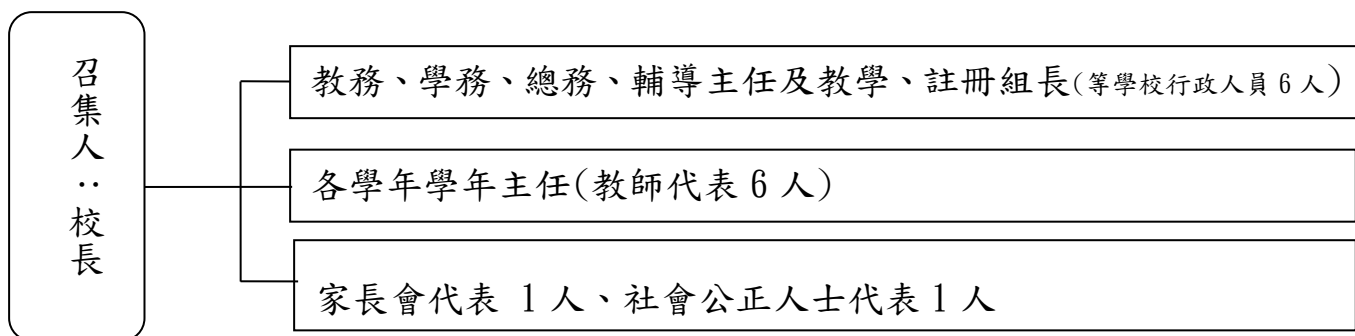 召集人：校長
教務、學務、總務、輔導主任及教學、註冊組長(等學校行政人員 6 人)
各學年學年主任(教師代表 6 人)
家長會代表 1 人、社會公正人士代表 1 人